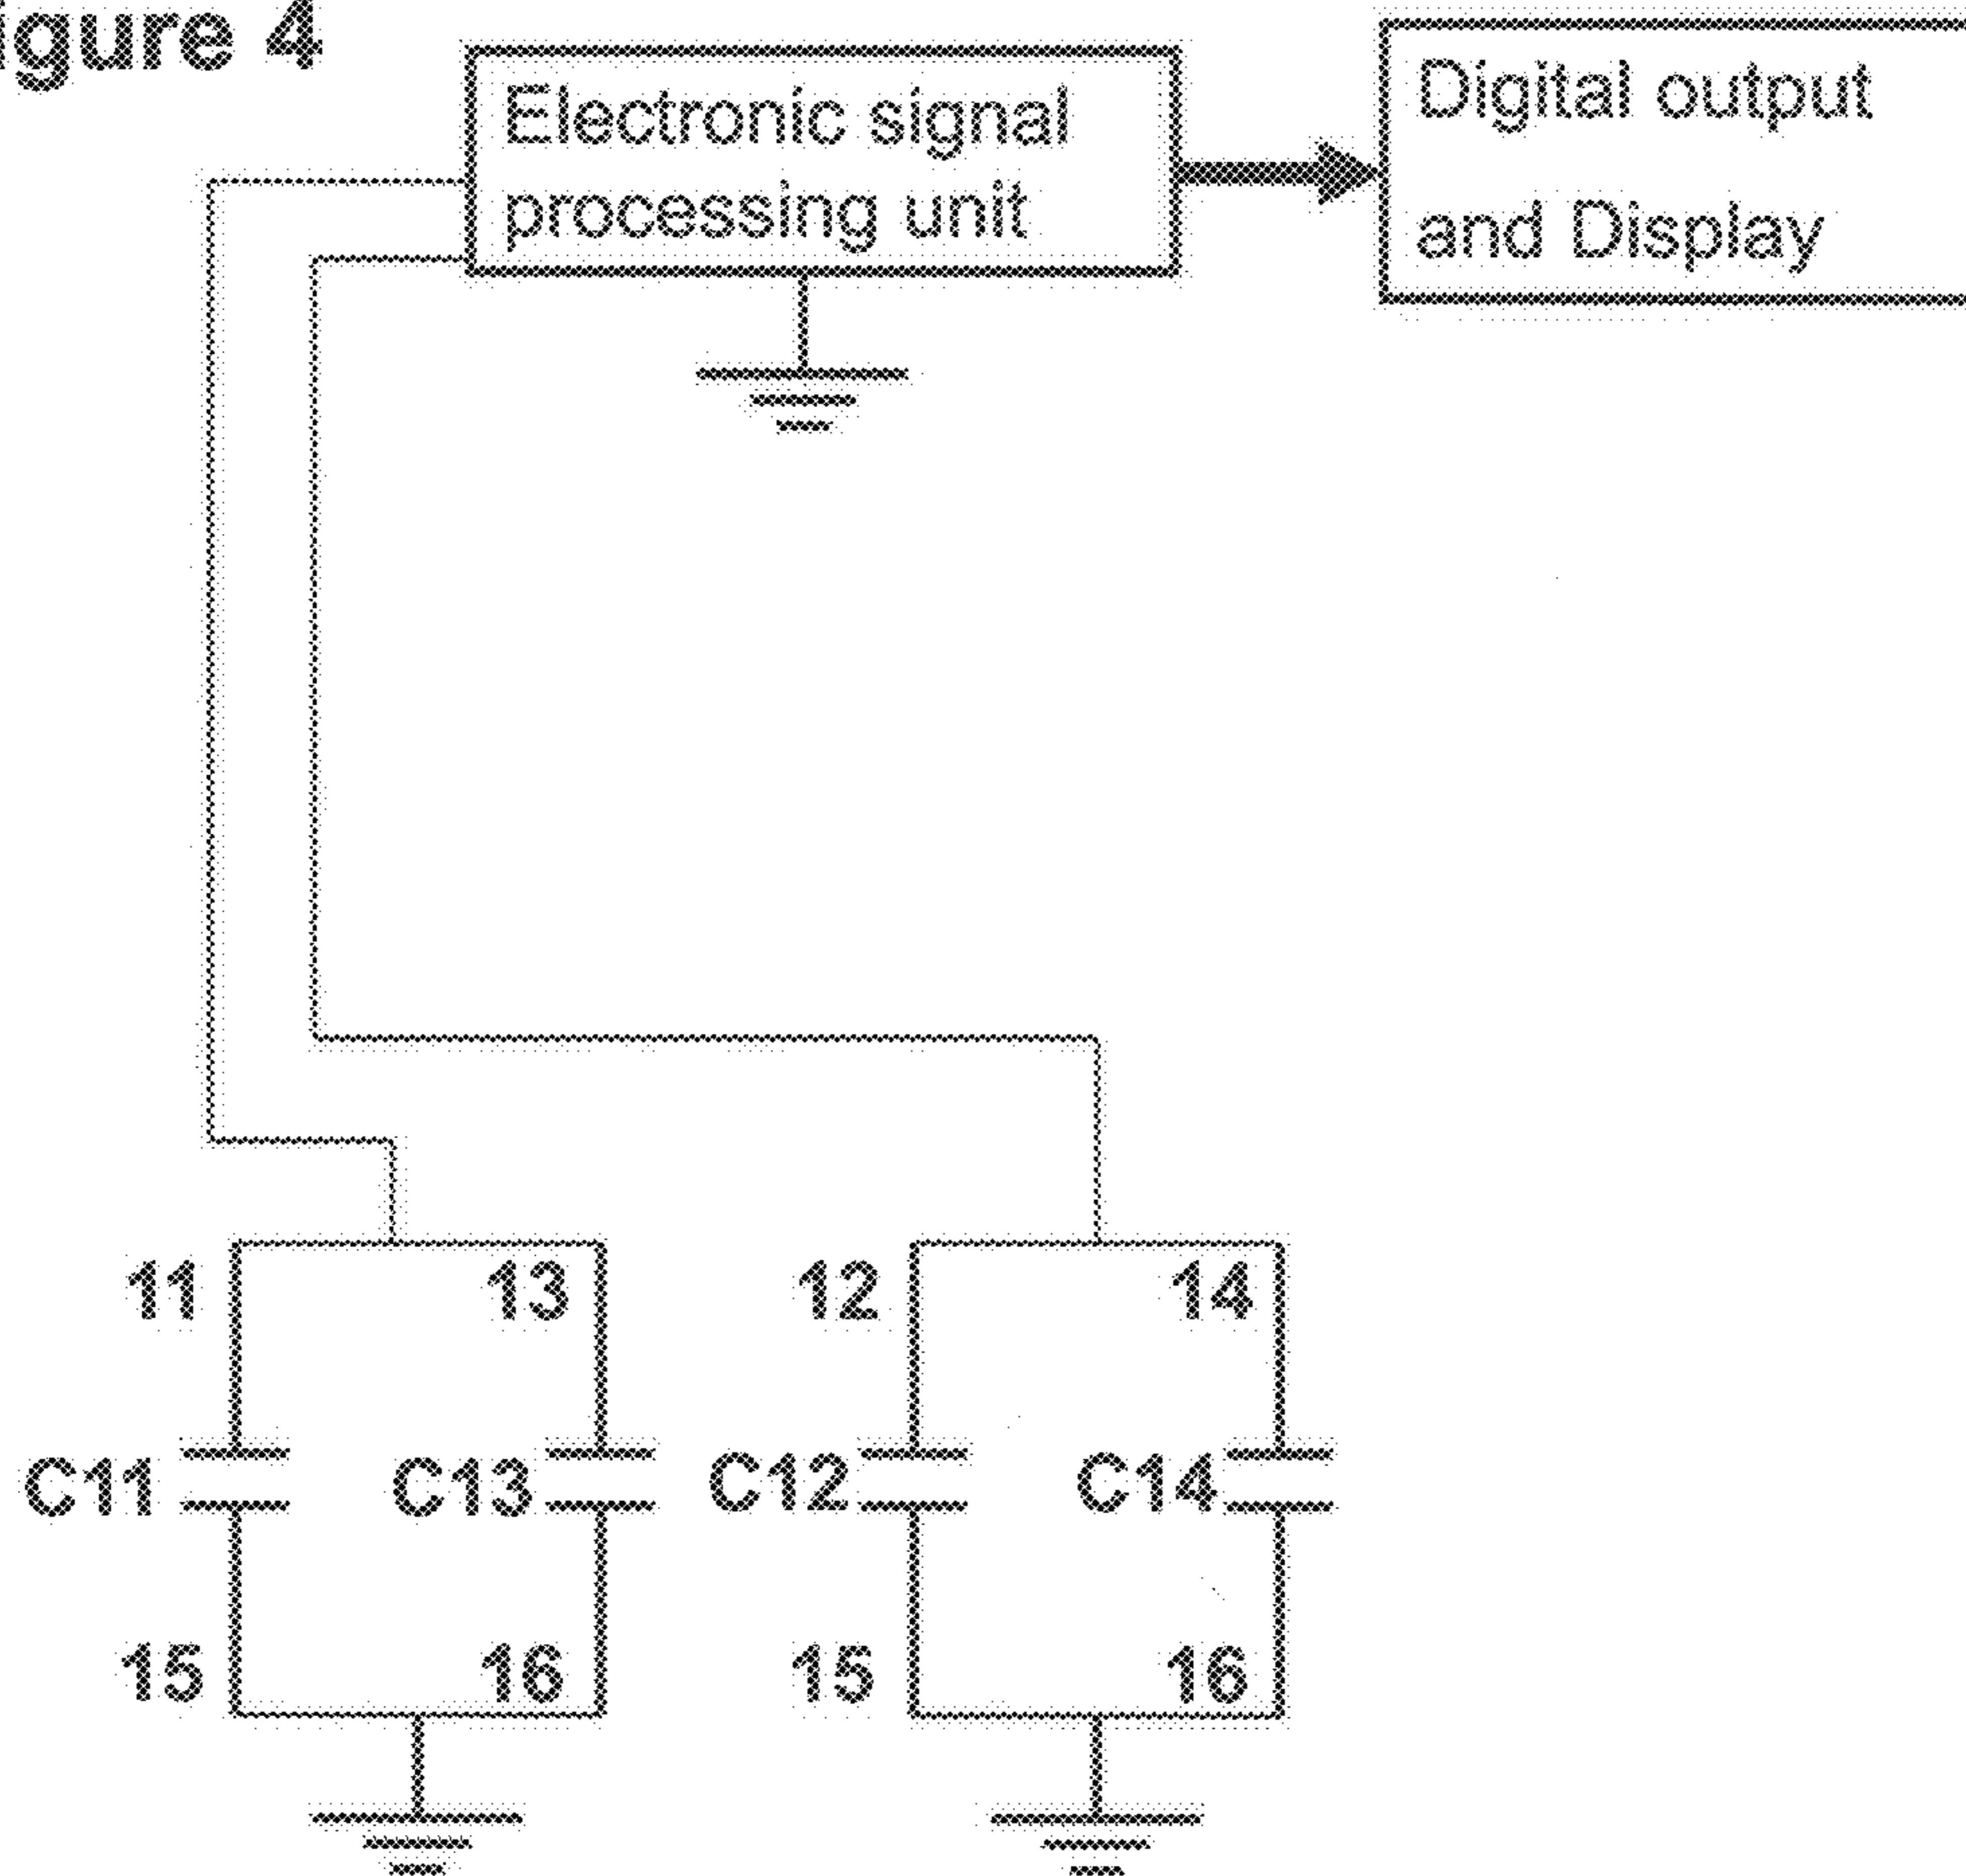 igure 4
Electronic signal
processing unit
Digital output
and Display
11
13
12
14
C11
C13
C12
C14
15
16
15
16